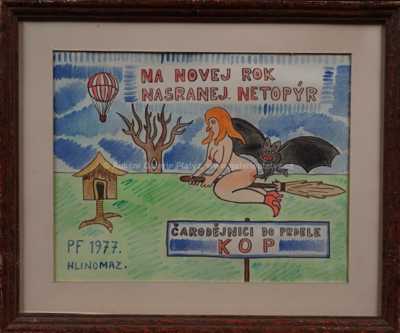 NA NOVEJ ROK
NASRANEJ NETOPÝR
ČARODĚJNICI DO PRDELE
KOP
PF 1977.
HLINOMAZ.